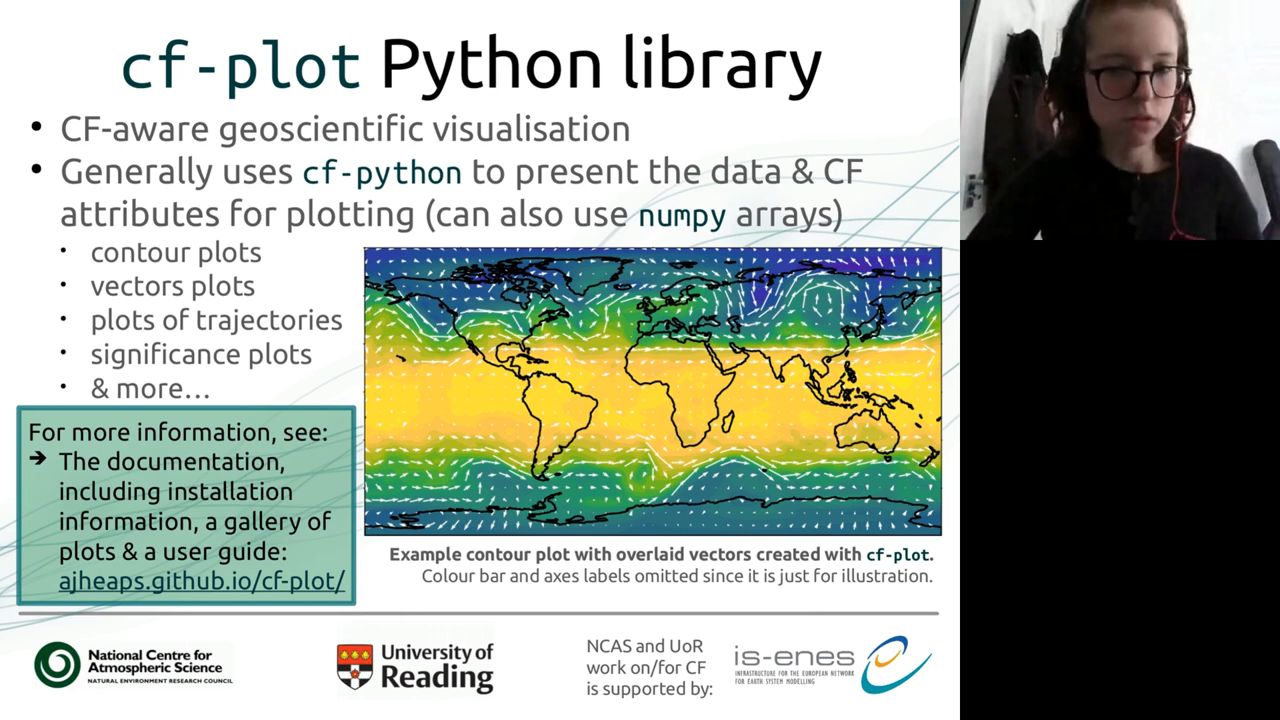 cf-plot Python library
• CF-aware geoscientific visualisation
• Generally uses cf-python to present the data & CF
attributes for plotting (can also use numpy arrays)
• contour plots
• vectors plots
• plots of trajectories
• significance plots
• & more…
For more information, see:
➔ The documentation,
including installation
information, a gallery of
plots & a user guide:
ajheaps.github.io/cf-plot/
Example contour plot with overlaid vectors created with cf-plot.
Colour bar and axes labels omitted since it is just for illustration.
National Centre for
Atmospheric Science
NATURAL ENVIRONMENT RESEARCH COUNCIL
University of
Reading
NCAS and UoR
work on/for CF
is supported by:
is-enes
INFRASTRUCTURE FOR THE EUROPEAN NETWORK
FOR EARTH SYSTEM MODELLING